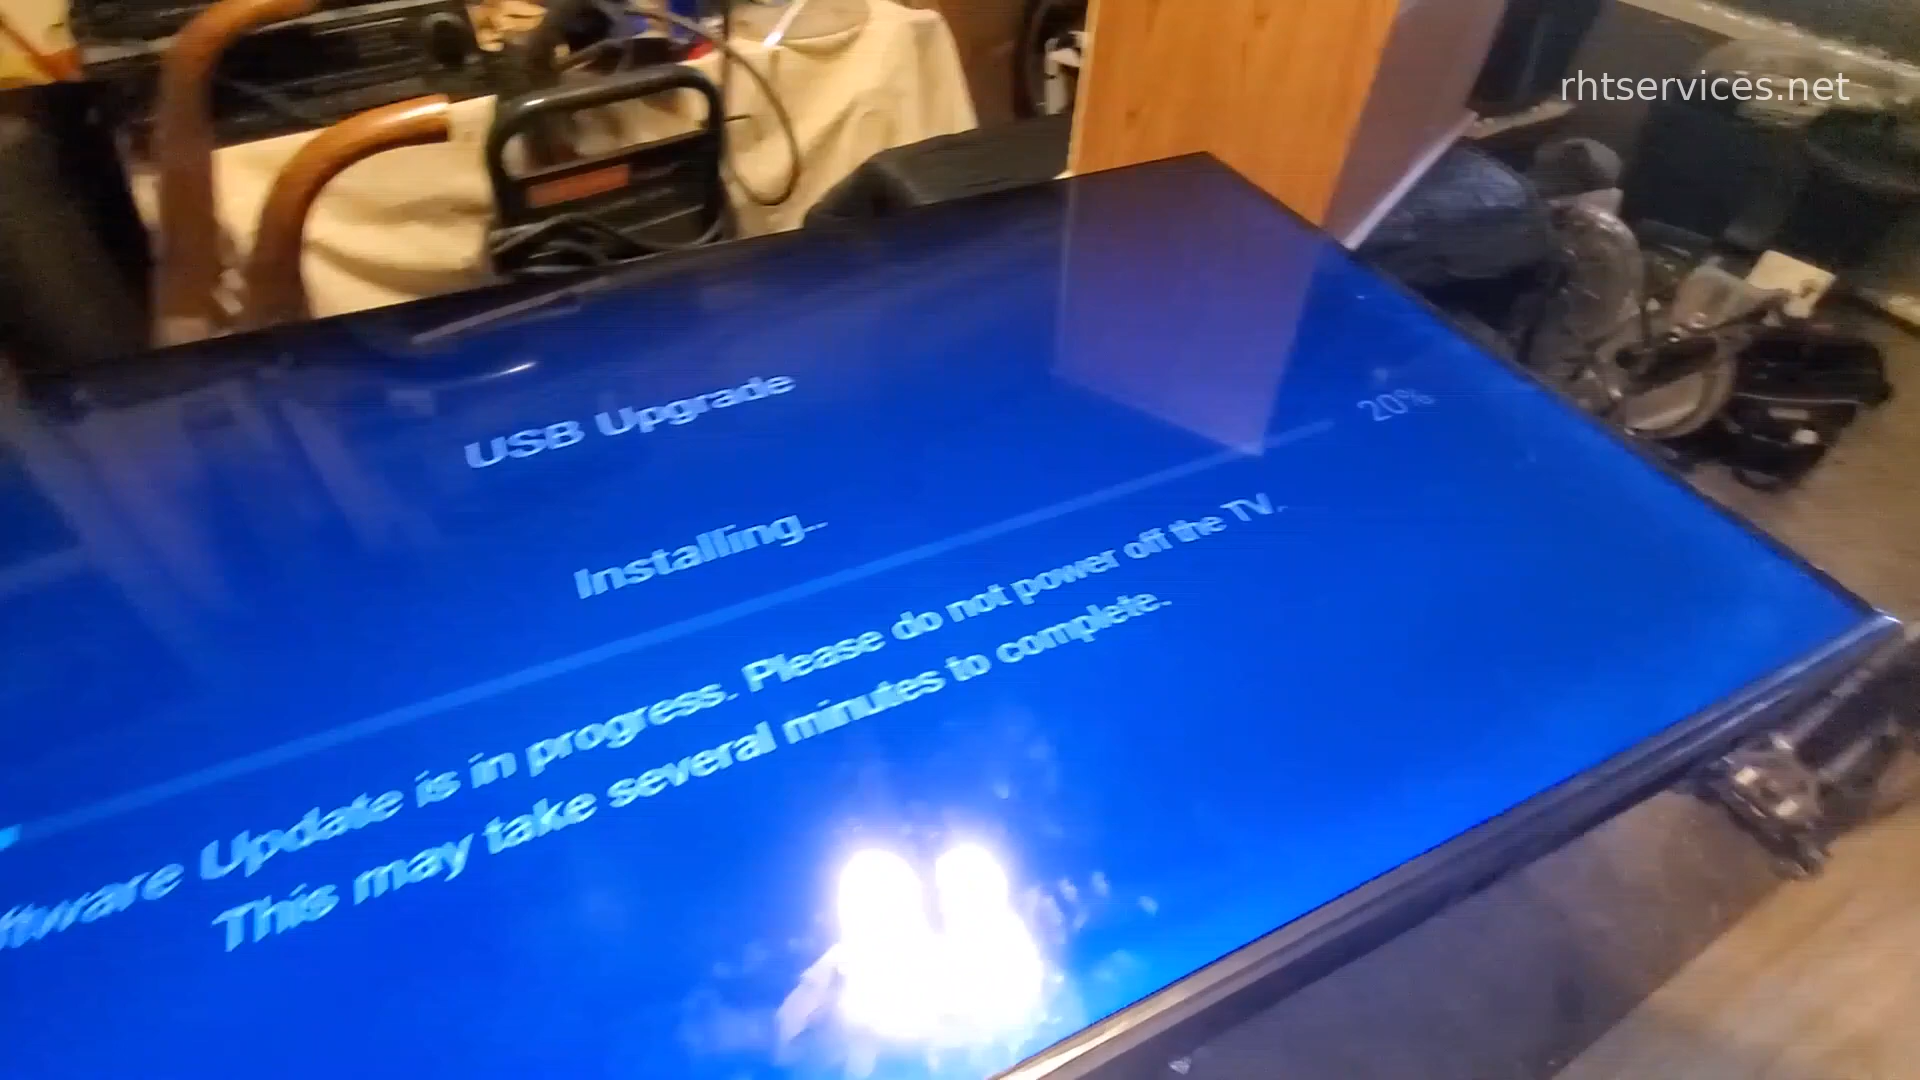 rhtservices.net
USB Upgrade
Installing...
20%
ftware Update is in progress. Please do not power off the TV.
This may take several minutes to complete.